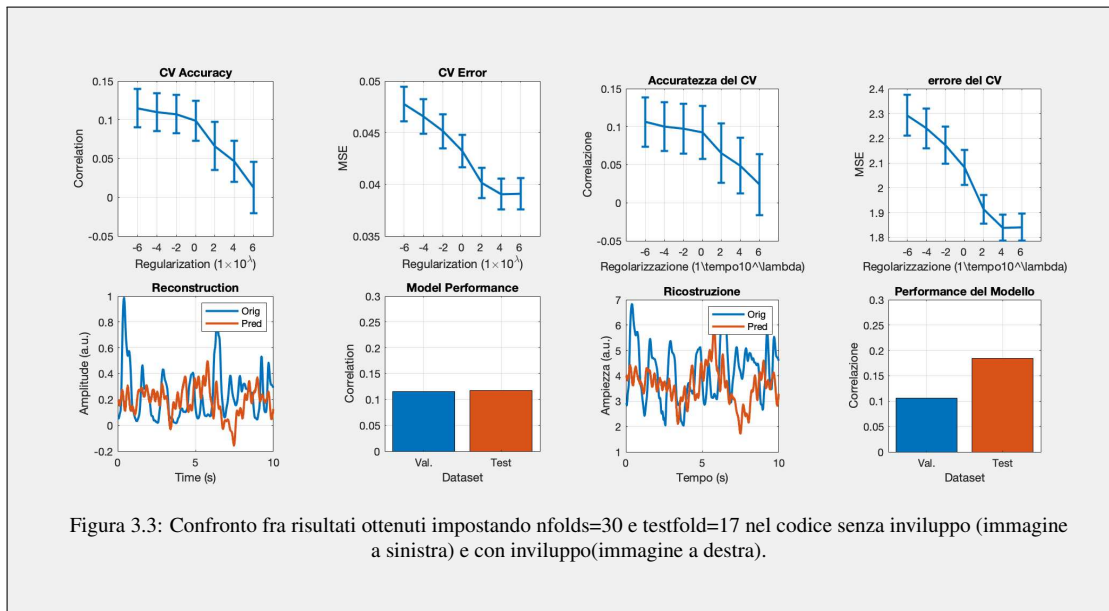 CV Accuracy
0.15
0.1
0.05
0
-0.05
Correlation
-6 -4 -2 0 2 4 6
Regularization (1×10^λ)
CV Error
0.05
0.045
0.04
0.035
MSE
-6 -4 -2 0 2 4 6
Regularization (1×10^λ)
Accuratezza del CV
0.15
0.1
0.05
0
-0.05
Correlazione
-6 -4 -2 0 2 4 6
Regolarizzazione (1\tempo10^\lambda)
errore del CV
2.4
2.3
2.2
2.1
2
1.9
1.8
MSE
-6 -4 -2 0 2 4 6
Regolarizzazione (1\tempo10^\lambda)
Reconstruction
1
0.8
0.6
0.4
0.2
0
-0.2
Amplitude (a.u.)
Orig
Pred
0 5 10
Time (s)
Model Performance
0.3
0.25
0.2
0.15
0.1
0.05
0
Correlation
Val. Test
Dataset
Ricostruzione
7
6
5
4
3
2
1
Ampiezza (a.u.)
Orig
Pred
0 5 10
Tempo (s)
Performance del Modello
0.3
0.25
0.2
0.15
0.1
0.05
0
Correlazione
Val. Test
Dataset
Figura 3.3: Confronto fra risultati ottenuti impostando nfolds=30 e testfold=17 nel codice senza inviluppo (immagine
a sinistra) e con inviluppo(immagine a destra).